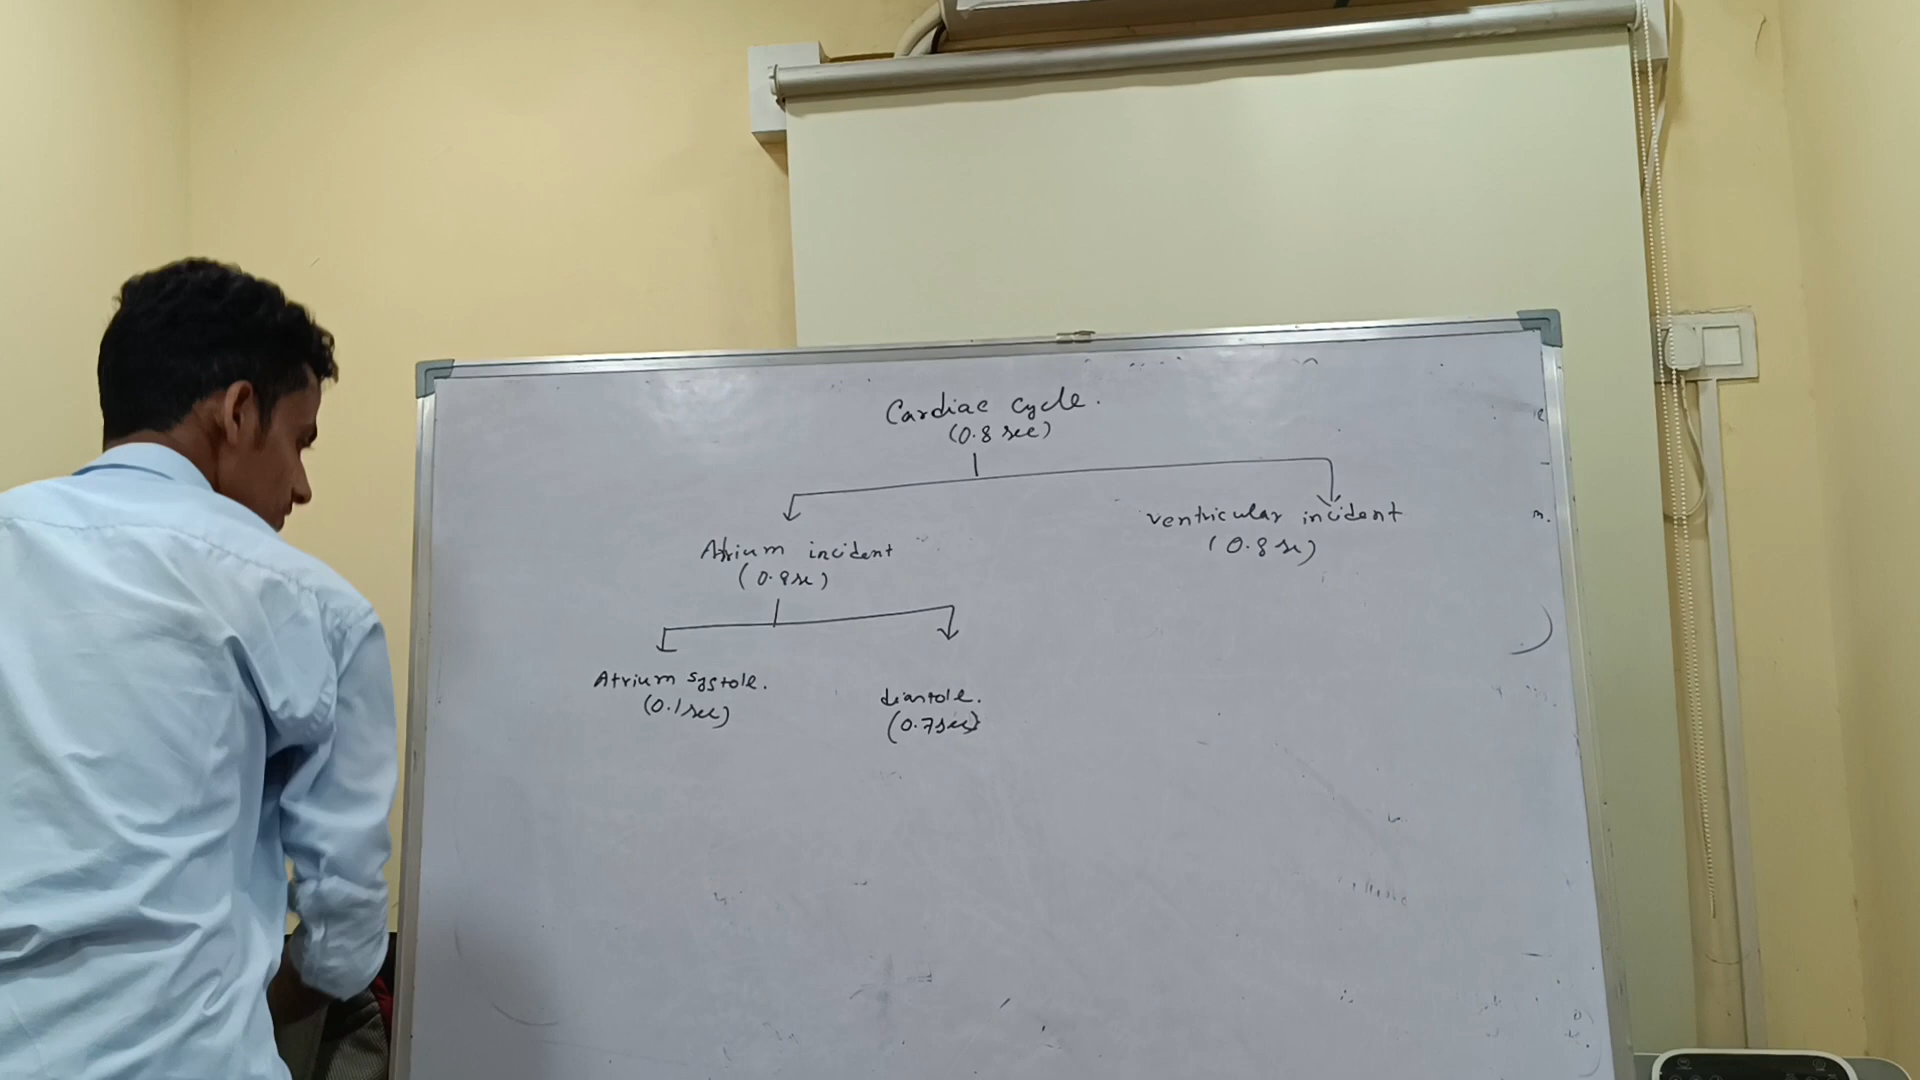 Cardiac cycle.
(0.8 sec)
Atrium incident
(0.8 se)
ventricular incident
(0.8 se)
Atrium systole.
(0.1 sec)
diastole.
(0.7 sec)